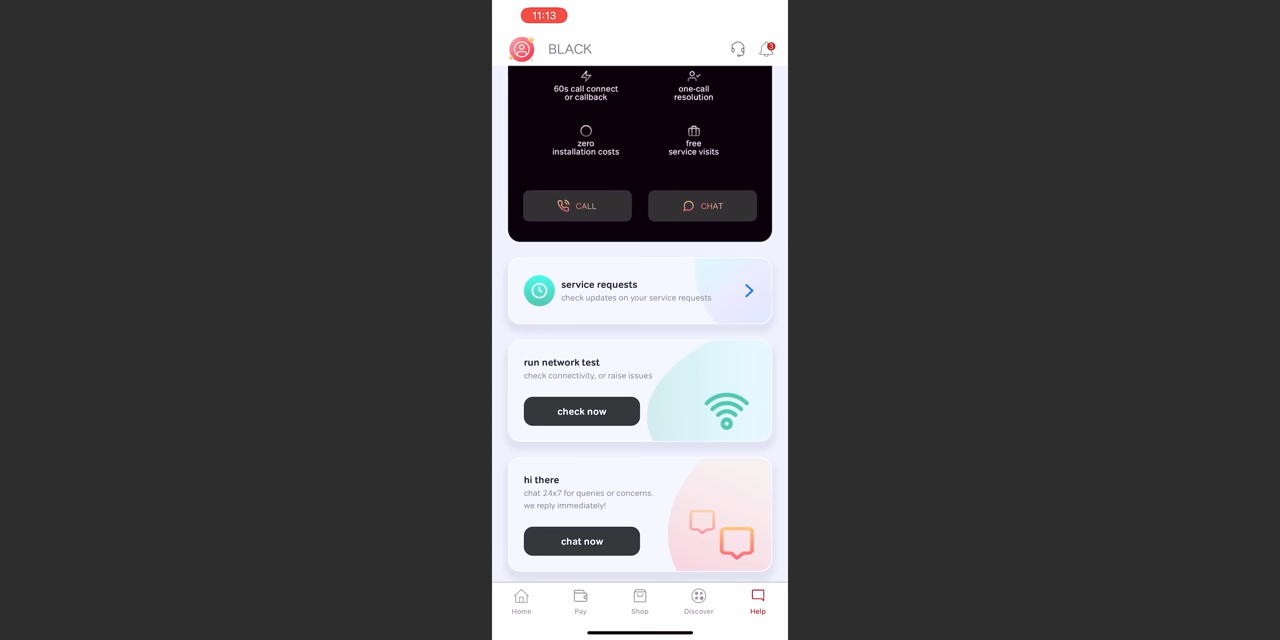 11:13
BLACK
3
60s call connect
or callback
one-call
resolution
zero
installation costs
free
service visits
CALL
CHAT
service requests
check updates on your service requests
run network test
check connectivity, or raise issues
check now
hi there
chat 24x7 for queries or concerns.
we reply immediately!
chat now
Home
Pay
Shop
Discover
Help